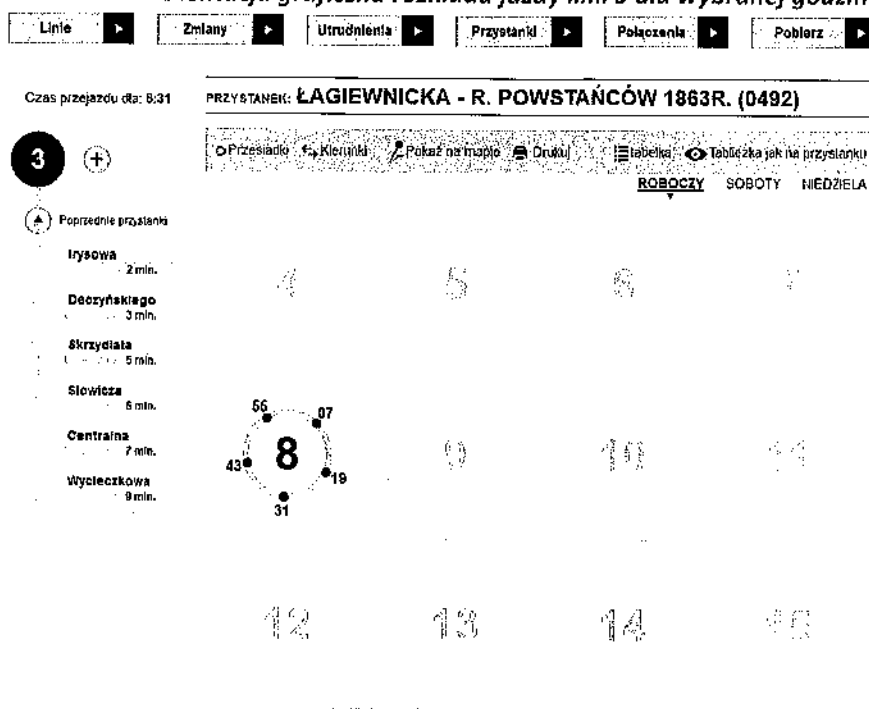 Linie Zmiany Utrudnienia Przystanki Połączenia Pobierz
Czas przejazdu dla: 8:31
PRZYSTANEK: ŁAGIEWNICKA - R. POWSTAŃCÓW 1863R. (0492)
3
Przesiadki Kierunki Pokaż na mapie Drukuj tabelka Tabliczka jak na przystanku
ROBOCZY SOBOTY NIEDZIELA
Poprzednie przystanki
Irysowa
2 min.
Deczyńskiego
3 min.
Skrzydlata
5 min.
Słowicza
6 min.
Centralna
7 min.
Wycieczkowa
9 min.
4 5 6 7
56 07
43 8 19
31
9 10 11
12 13 14 15